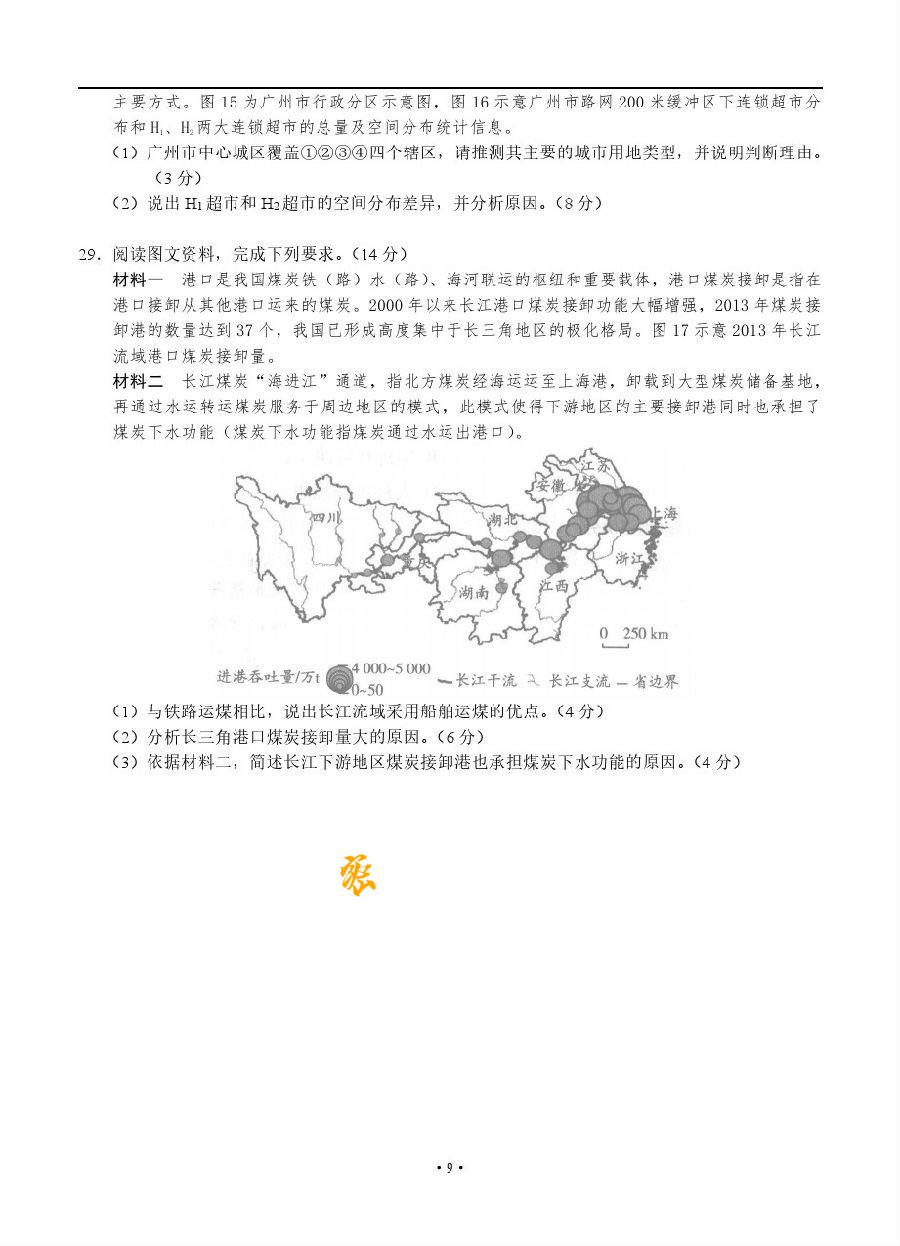 主要方式。图 15 为广州市行政分区示意图，图 16 示意广州市路网 200 米缓冲区下连锁超市分
布和 H₁、H₂ 两大连锁超市的总量及空间分布统计信息。
（1）广州市中心城区覆盖①②③④四个辖区，请推测其主要的城市用地类型，并说明判断理由。
（3 分）
（2）说出 H1 超市和 H2 超市的空间分布差异，并分析原因。（8 分）
29．阅读图文资料，完成下列要求。（14 分）
材料一　港口是我国煤炭铁（路）水（路）、海河联运的枢纽和重要载体，港口煤炭接卸是指在
港口接卸从其他港口运来的煤炭。2000 年以来长江港口煤炭接卸功能大幅增强，2013 年煤炭接
卸港的数量达到 37 个，我国已形成高度集中于长三角地区的极化格局。图 17 示意 2013 年长江
流域港口煤炭接卸量。
材料二　长江煤炭“海进江”通道，指北方煤炭经海运运至上海港，卸载到大型煤炭储备基地，
再通过水运转运煤炭服务于周边地区的模式，此模式使得下游地区的主要接卸港同时也承担了
煤炭下水功能（煤炭下水功能指煤炭通过水运出港口）。
江苏
安徽
四川
湖北
上海
重庆
浙江
湖南
江西
0 250 km
进港吞吐量/万t
4 000~5 000
0~50
长江干流 长江支流 省边界
（1）与铁路运煤相比，说出长江流域采用船舶运煤的优点。（4 分）
（2）分析长三角港口煤炭接卸量大的原因。（6 分）
（3）依据材料二，简述长江下游地区煤炭接卸港也承担煤炭下水功能的原因。（4 分）
·9·